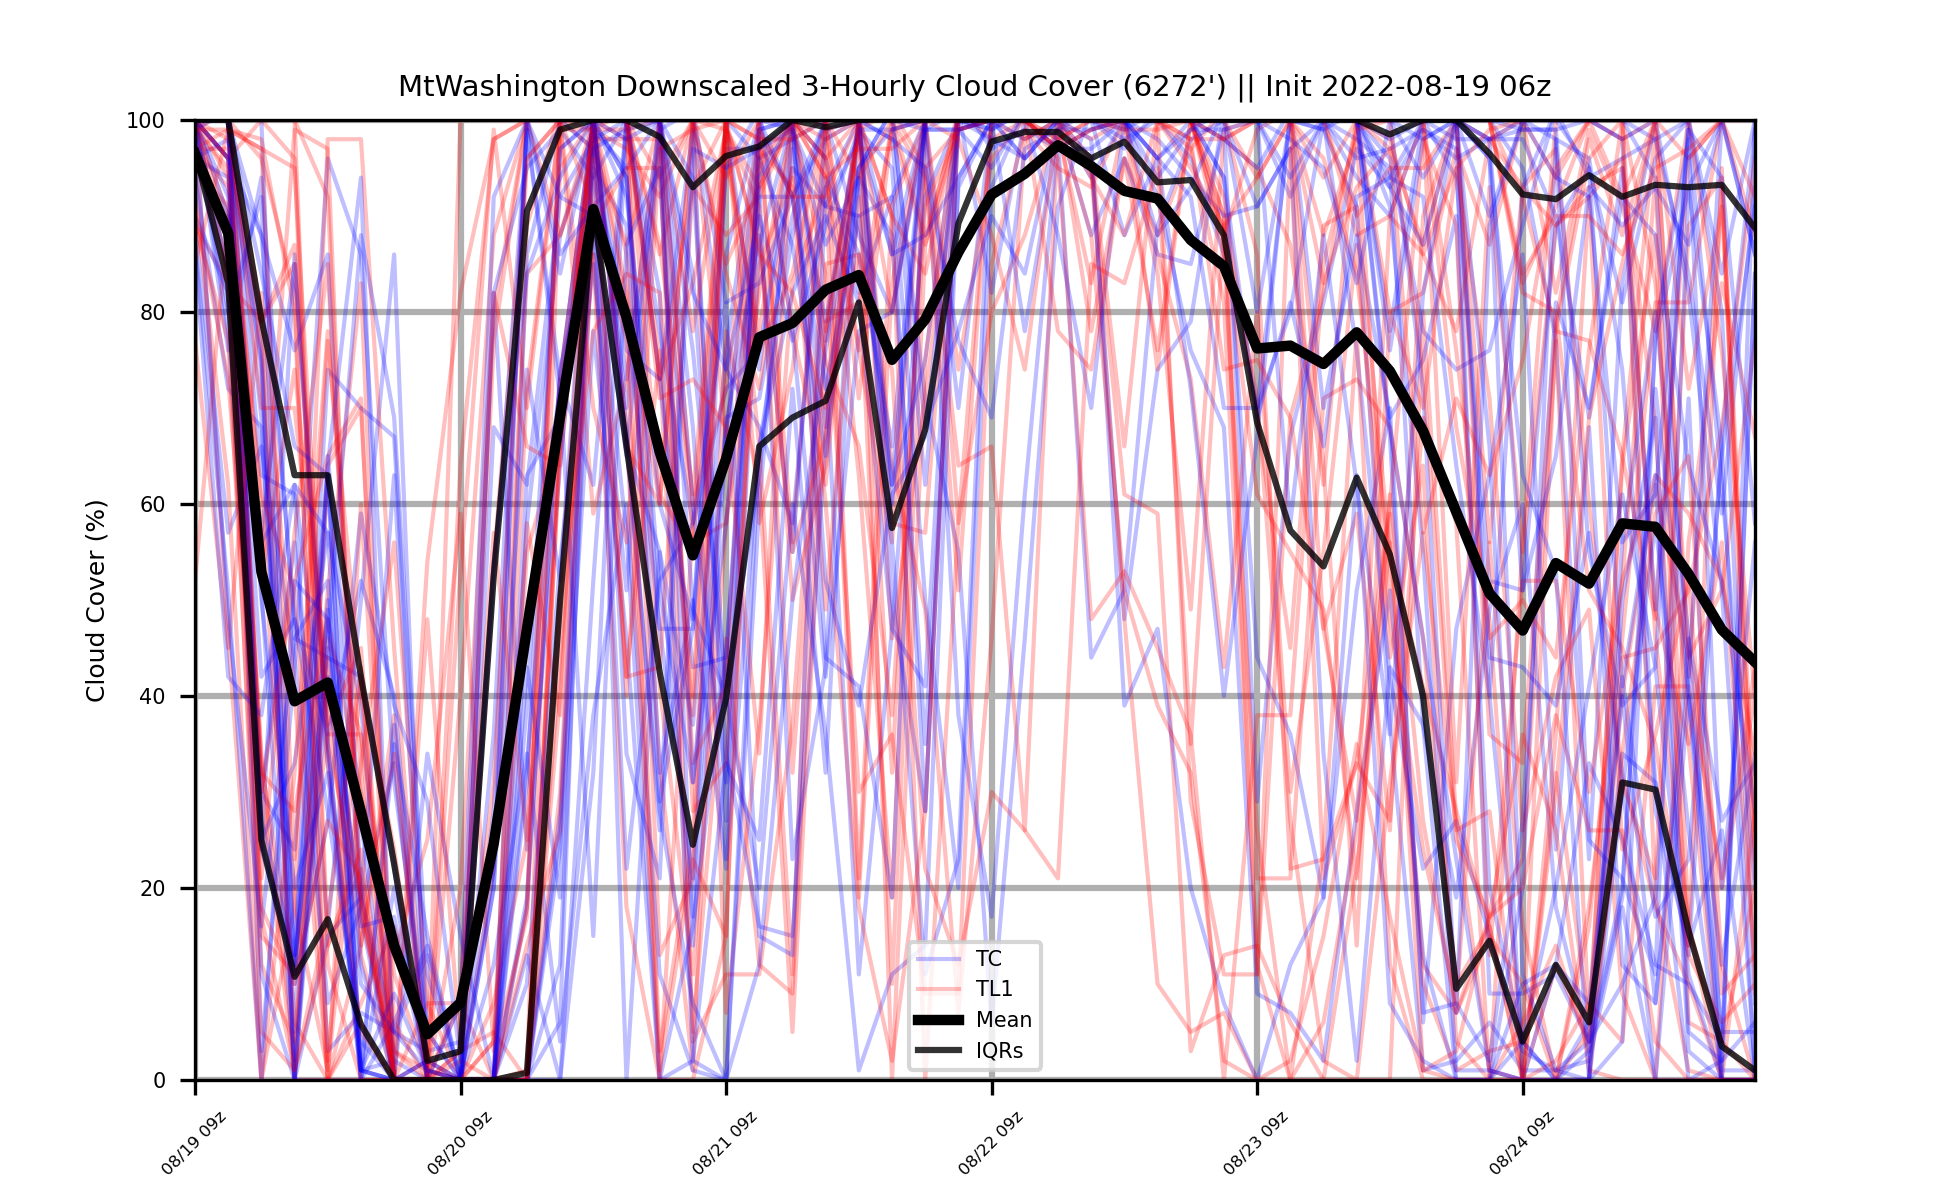 MtWashington Downscaled 3-Hourly Cloud Cover (6272') || Init 2022-08-19 06z
Cloud Cover (%)
100
80
60
40
20
0
TC
TL1
Mean
IQRs
08/19 09z
08/20 09z
08/21 09z
08/22 09z
08/23 09z
08/24 09z